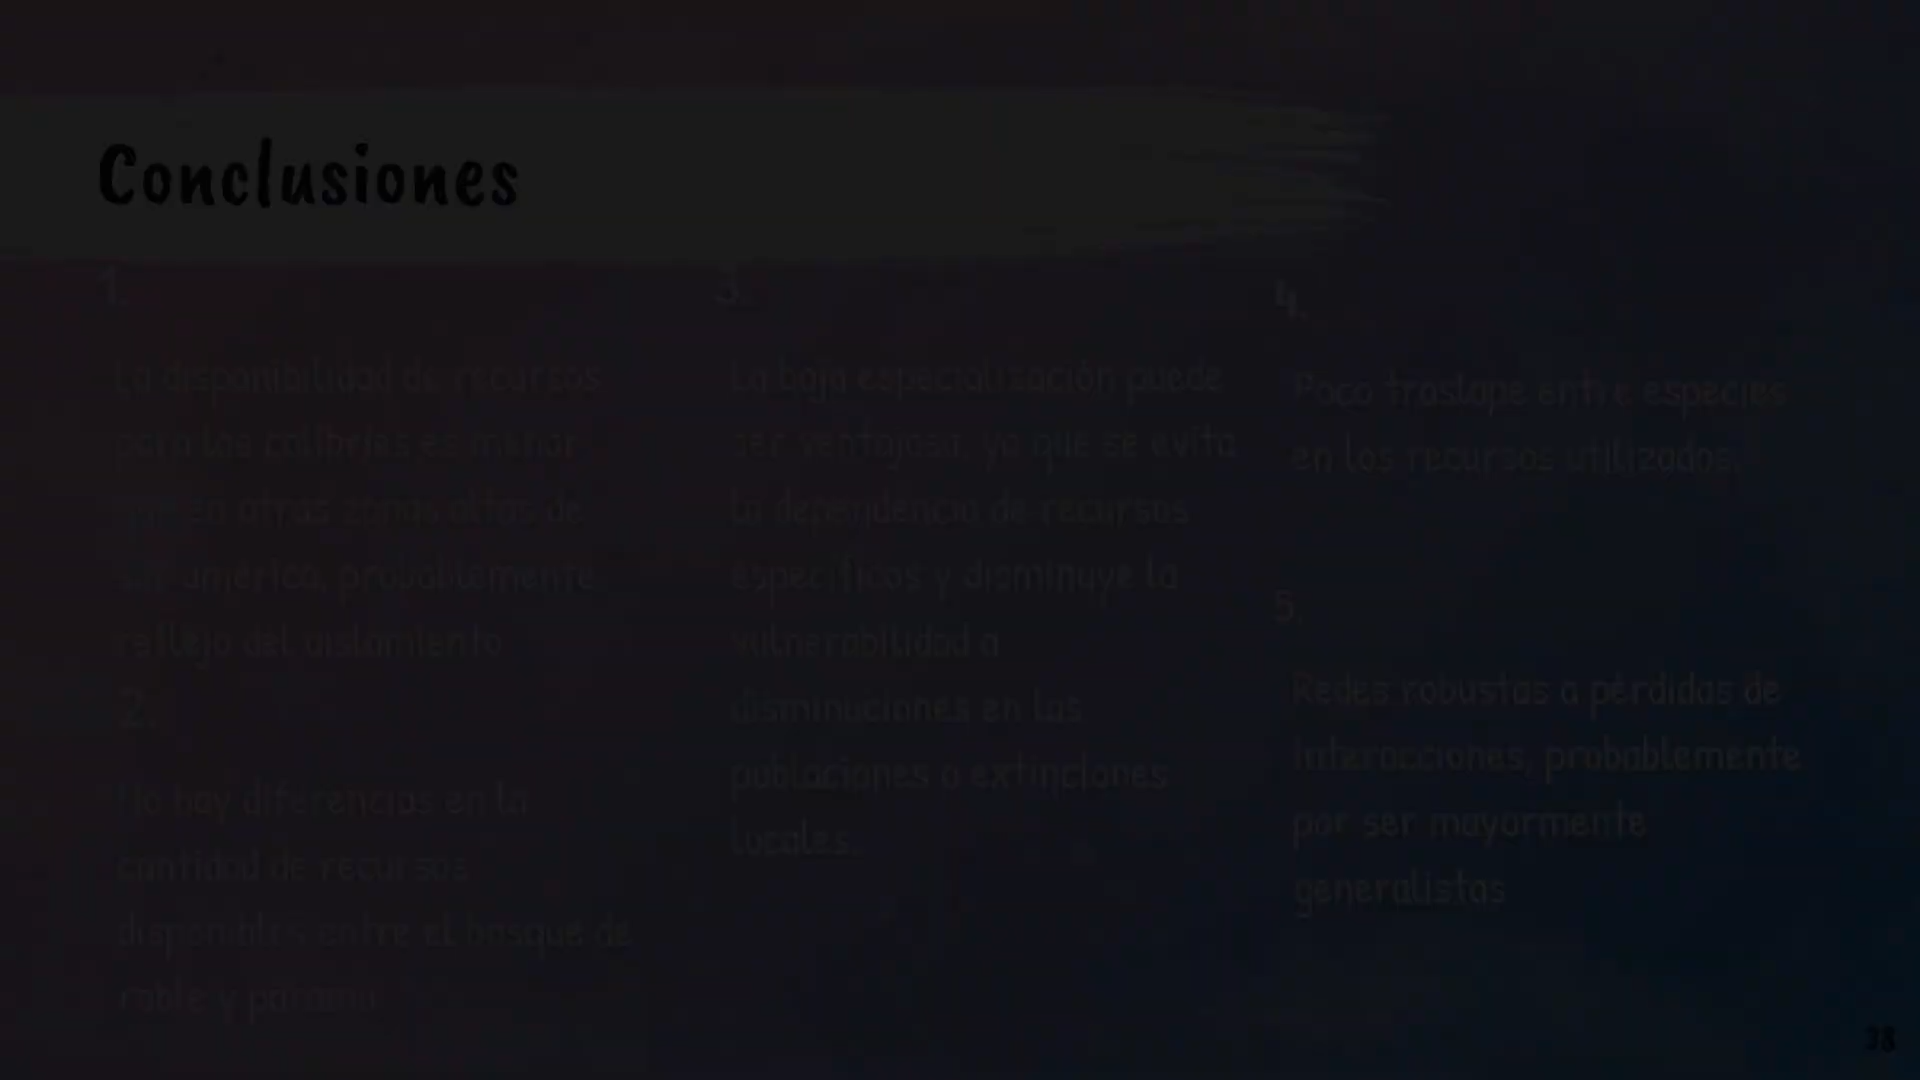 Conclusiones
1.
La disponibilidad de recursos
para los colibríes es menor
que en otras zonas altas de
américa, probablemente
reflejo del aislamiento
2.
No hay diferencias en la
cantidad de recursos
disponibles entre el bosque de
roble y páramo
3.
La baja especialización puede
ser ventajosa, ya que se evita
la dependencia de recursos
específicos y disminuye la
vulnerabilidad a
disminuciones en las
poblaciones o extinciones
locales.
4.
Poco traslape entre especies
en los recursos utilizados.
5.
Redes robustas a pérdidas de
interacciones, probablemente
por ser mayormente
generalistas
38